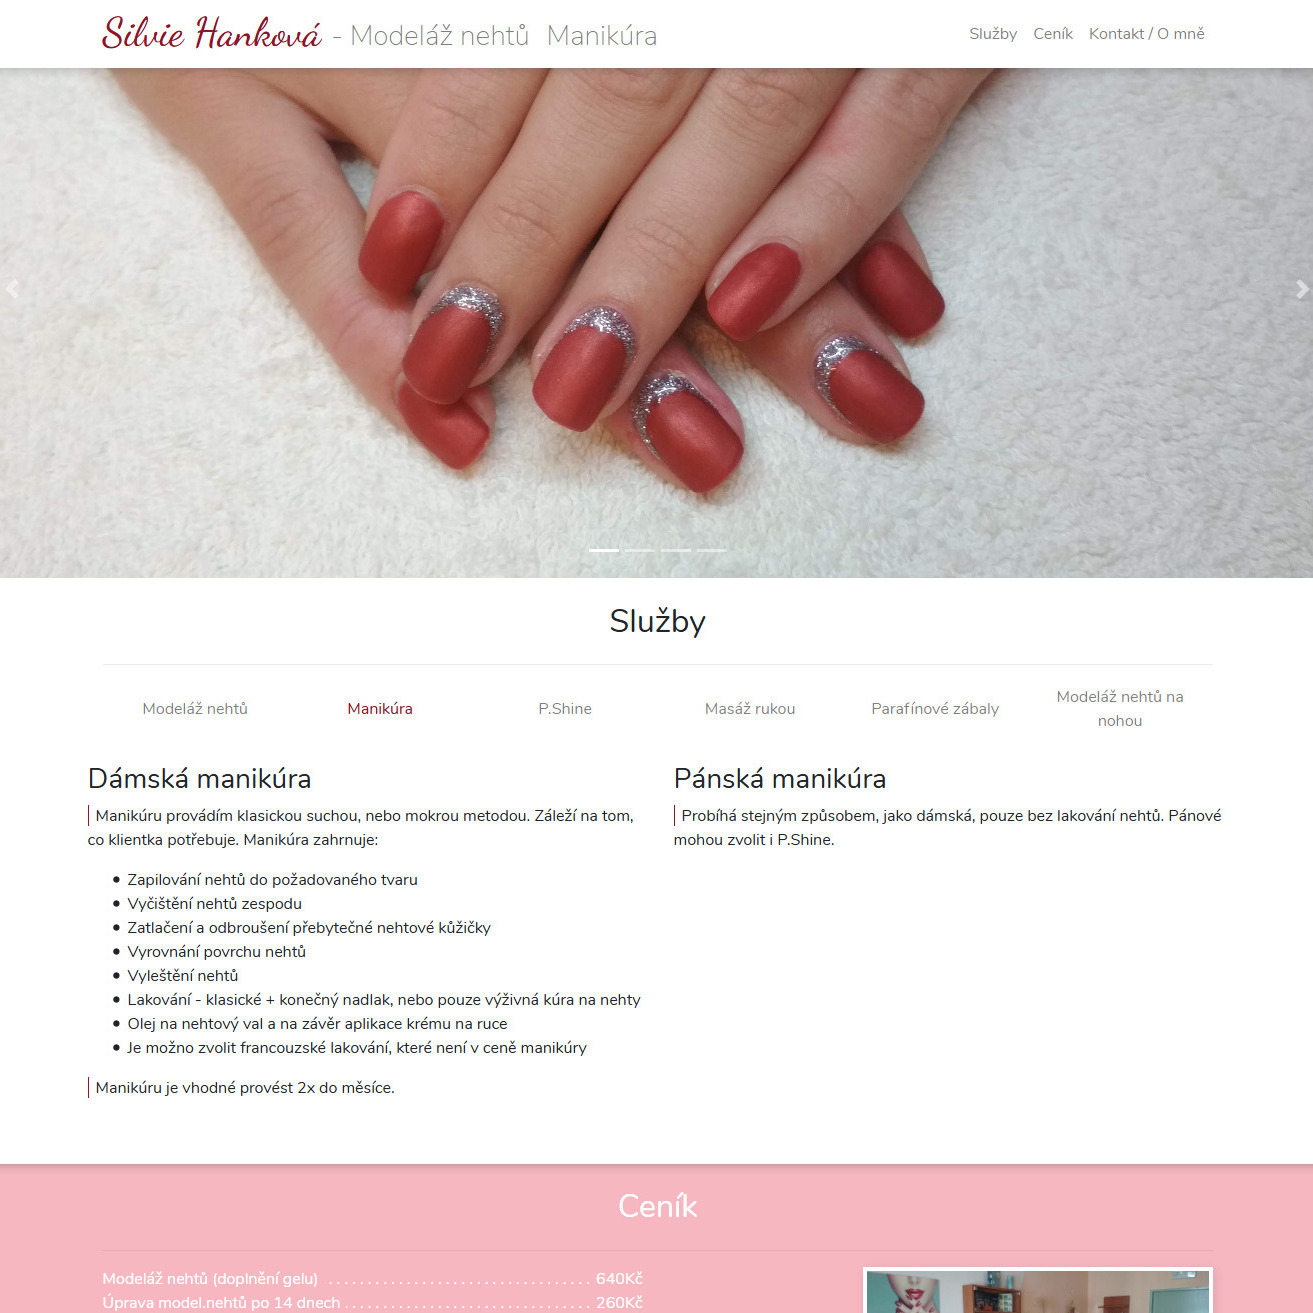 Silvie Hanková - Modeláž nehtů Manikúra
Služby Ceník Kontakt / O mně
Služby
Modeláž nehtů
Manikúra
P.Shine
Masáž rukou
Parafínové zábaly
Modeláž nehtů na
nohou
Dámská manikúra
Manikúru provádím klasickou suchou, nebo mokrou metodou. Záleží na tom,
co klientka potřebuje. Manikúra zahrnuje:
Zapilování nehtů do požadovaného tvaru
Vyčištění nehtů zespodu
Zatlačení a odbroušení přebytečné nehtové kůžičky
Vyrovnání povrchu nehtů
Vyleštění nehtů
Lakování - klasické + konečný nadlak, nebo pouze výživná kúra na nehty
Olej na nehtový val a na závěr aplikace krému na ruce
Je možno zvolit francouzské lakování, které není v ceně manikúry
Manikúru je vhodné provést 2x do měsíce.
Pánská manikúra
Probíhá stejným způsobem, jako dámská, pouze bez lakování nehtů. Pánové
mohou zvolit i P.Shine.
Ceník
Modeláž nehtů (doplnění gelu) . . . . . . . . . . . . . . . . . . . . . . . . . . . . . . . . . . 640Kč
Úprava model.nehtů po 14 dnech . . . . . . . . . . . . . . . . . . . . . . . . . . . . . . . . 260Kč